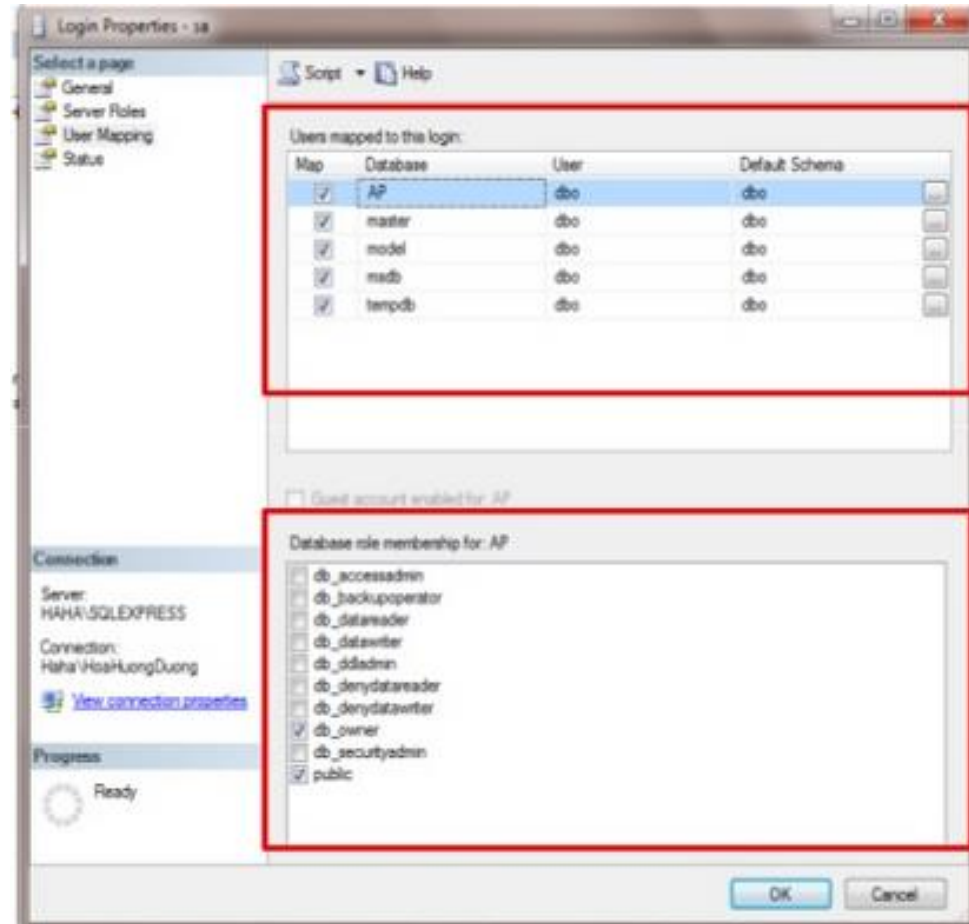 Login Properties - sa
Select a page
General
Server Roles
User Mapping
Status
Script
Help
Users mapped to this login:
Map Database User Default Schema
AP dbo dbo ...
master dbo dbo ...
model dbo dbo ...
msdb dbo dbo ...
tempdb dbo dbo ...
Guest account enabled for: AP
Database role membership for: AP
db_accessadmin
db_backupoperator
db_datareader
db_datawriter
db_ddladmin
db_denydatareader
db_denydatawriter
db_owner
db_securityadmin
public
Connection
Server:
HAHA\SQLEXPRESS
Connection:
Haha\HoaHuongDuong
View connection properties
Progress
Ready
OK Cancel